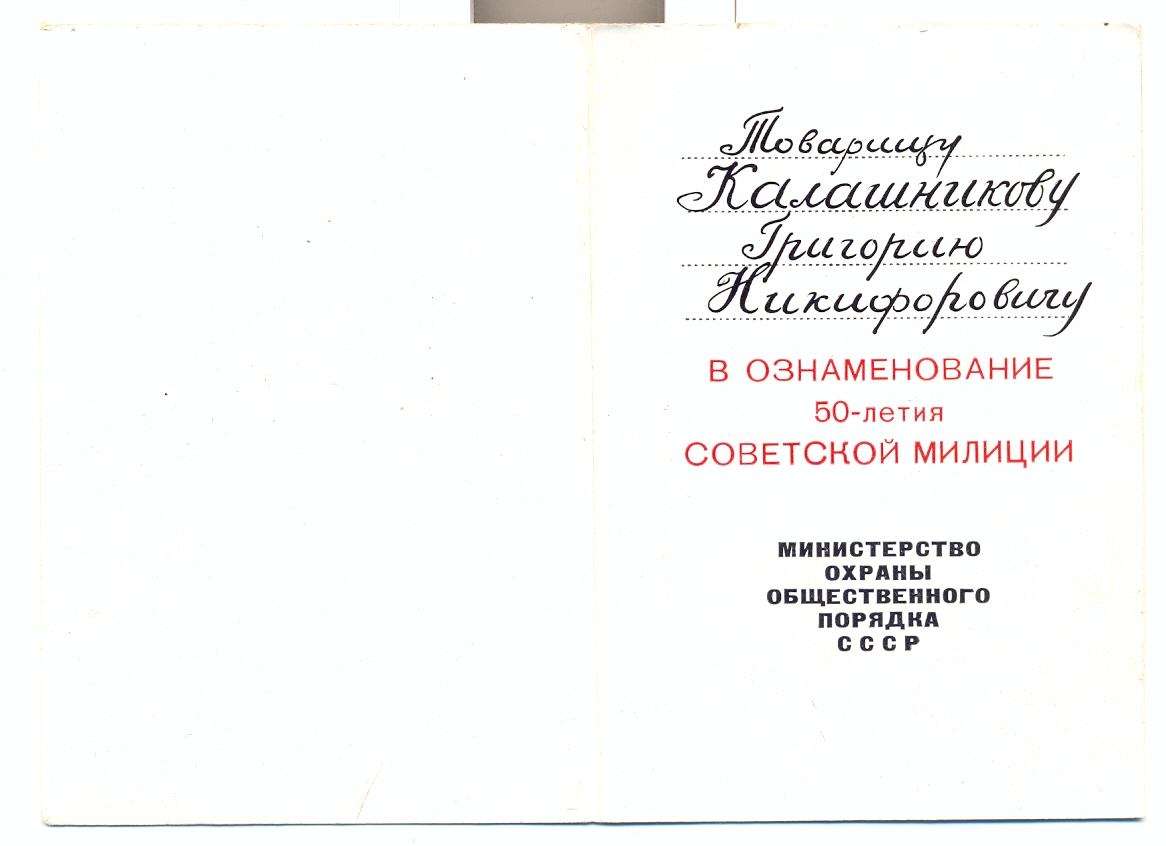 Товарищу
Калашникову
Григорию
Никифоровичу
В ОЗНАМЕНОВАНИЕ
50-летия
СОВЕТСКОЙ МИЛИЦИИ
МИНИСТЕРСТВО
ОХРАНЫ
ОБЩЕСТВЕННОГО
ПОРЯДКА
СССР